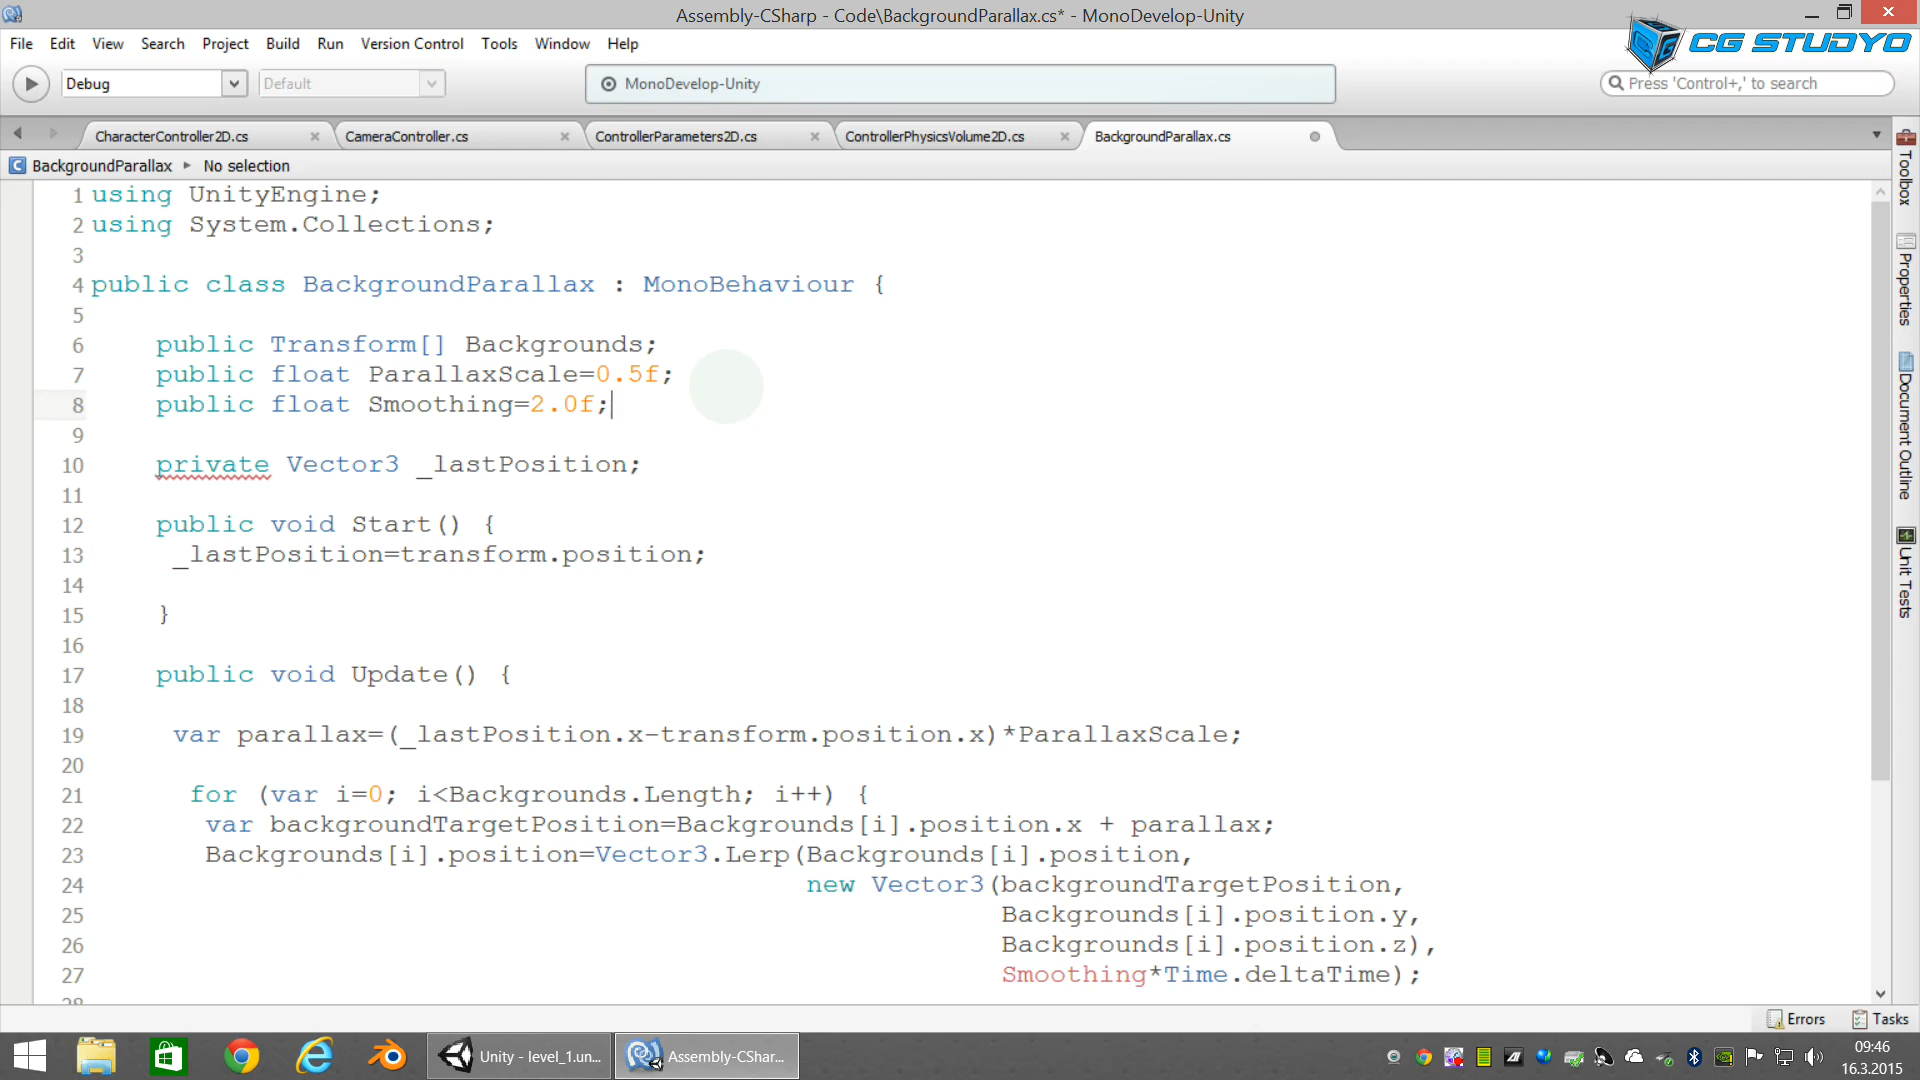 Assembly-CSharp - Code\BackgroundParallax.cs* - MonoDevelop-Unity
CG STUDYO
File Edit View Search Project Build Run Version Control Tools Window Help
Debug Default MonoDevelop-Unity Press 'Control+,' to search
CharacterController2D.cs CameraController.cs ControllerParameters2D.cs ControllerPhysicsVolume2D.cs BackgroundParallax.cs
BackgroundParallax No selection
1 using UnityEngine;
2 using System.Collections;
3
4 public class BackgroundParallax : MonoBehaviour {
5
6 public Transform[] Backgrounds;
7 public float ParallaxScale=0.5f;
8 public float Smoothing=2.0f;
9
10 private Vector3 _lastPosition;
11
12 public void Start() {
13 _lastPosition=transform.position;
14
15 }
16
17 public void Update() {
18
19 var parallax=(_lastPosition.x-transform.position.x)*ParallaxScale;
20
21 for (var i=0; i<Backgrounds.Length; i++) {
22 var backgroundTargetPosition=Backgrounds[i].position.x + parallax;
23 Backgrounds[i].position=Vector3.Lerp(Backgrounds[i].position,
24 new Vector3(backgroundTargetPosition,
25 Backgrounds[i].position.y,
26 Backgrounds[i].position.z),
27 Smoothing*Time.deltaTime);
28
Toolbox
Properties
Document Outline
Unit Tests
Errors Tasks
Unity - level_1.un... Assembly-CShar...
09:46
16.3.2015